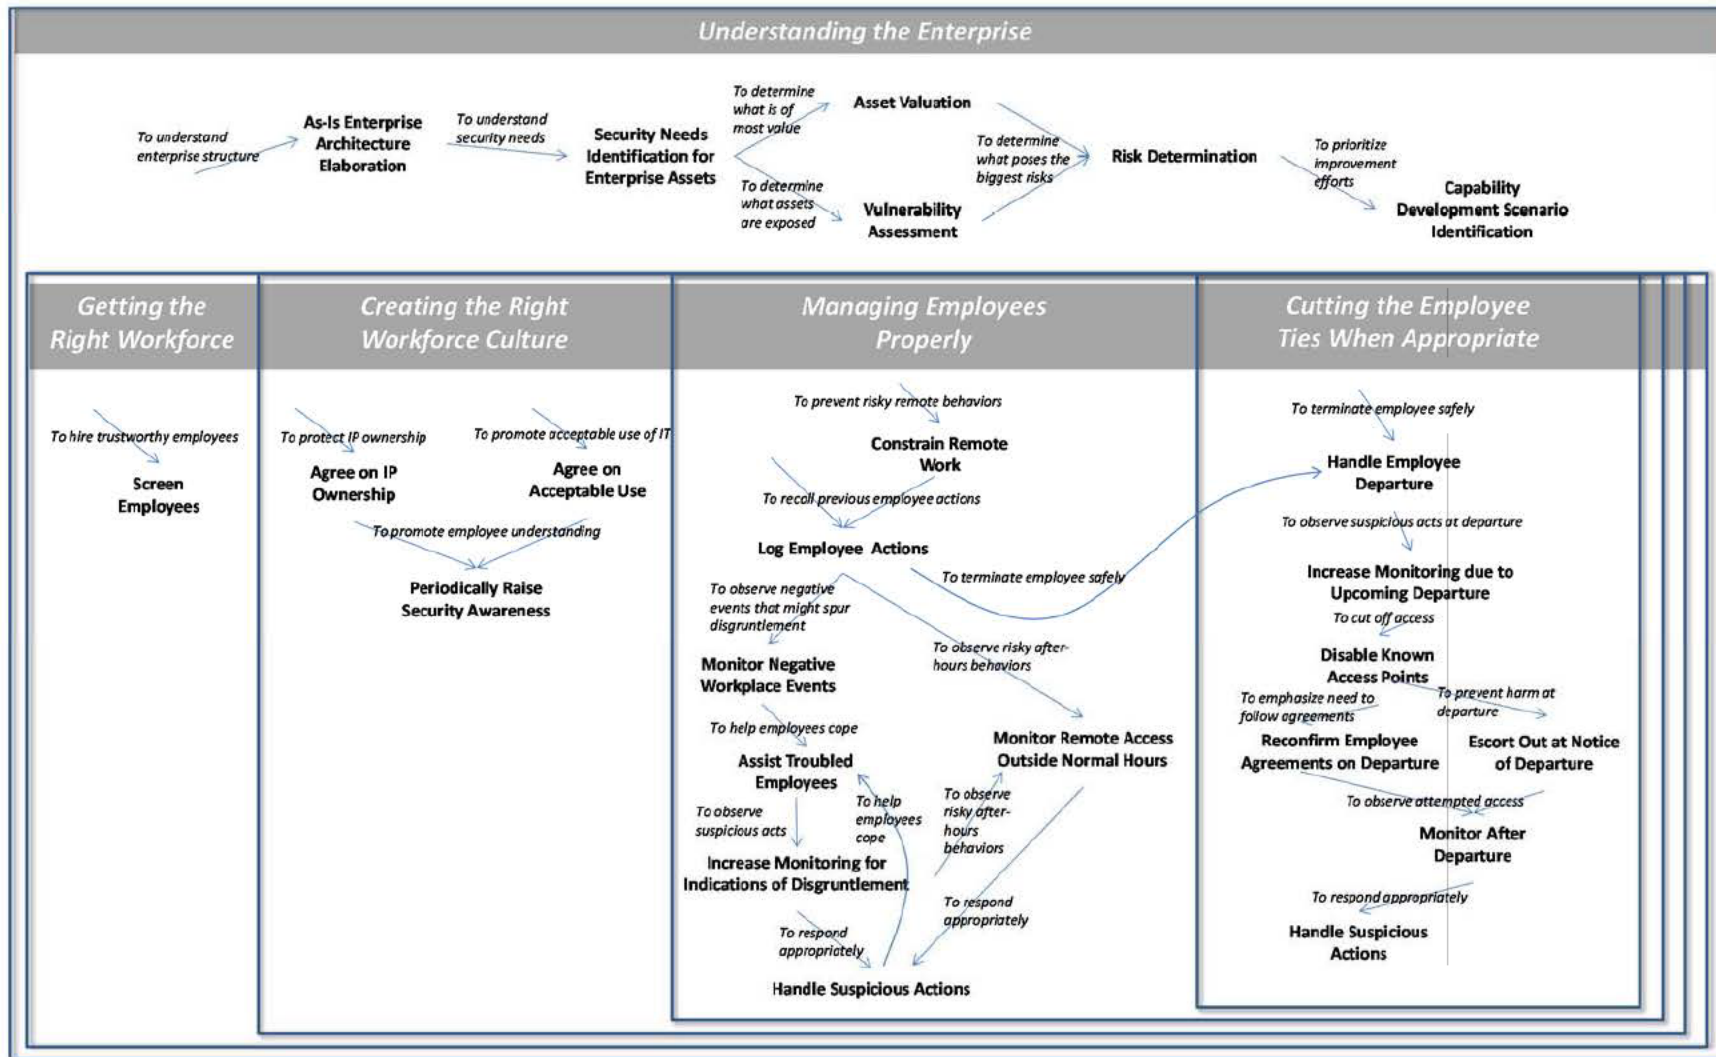 Understanding the Enterprise
To understand
enterprise structure
As-Is Enterprise
Architecture
Elaboration
To understand
security needs
Security Needs
Identification for
Enterprise Assets
To determine
what is of
most value
To determine
what assets
are exposed
Asset Valuation
Vulnerability
Assessment
To determine
what poses the
biggest risks
Risk Determination
To prioritize
improvement
efforts
Capability
Development Scenario
Identification
Getting the
Right Workforce
To hire trustworthy employees
Screen
Employees
Creating the Right
Workforce Culture
To protect IP ownership
To promote acceptable use of IT
Agree on IP
Ownership
Agree on
Acceptable Use
To promote employee understanding
Periodically Raise
Security Awareness
Managing Employees
Properly
To prevent risky remote behaviors
Constrain Remote
Work
To recall previous employee actions
Log Employee Actions
To terminate employee safely
To observe negative
events that might spur
disgruntlement
To observe risky after-
hours behaviors
Monitor Negative
Workplace Events
To help employees cope
Assist Troubled
Employees
Monitor Remote Access
Outside Normal Hours
To observe
suspicious acts
To help
employees
cope
To observe
risky after-
hours
behaviors
Increase Monitoring for
Indications of Disgruntlement
To respond
appropriately
To respond
appropriately
Handle Suspicious Actions
Cutting the Employee
Ties When Appropriate
To terminate employee safely
Handle Employee
Departure
To observe suspicious acts at departure
Increase Monitoring due to
Upcoming Departure
To cut off access
Disable Known
Access Points
To emphasize need to
follow agreements
To prevent harm at
departure
Reconfirm Employee
Agreements on Departure
Escort Out at Notice
of Departure
To observe attempted access
Monitor After
Departure
To respond appropriately
Handle Suspicious
Actions